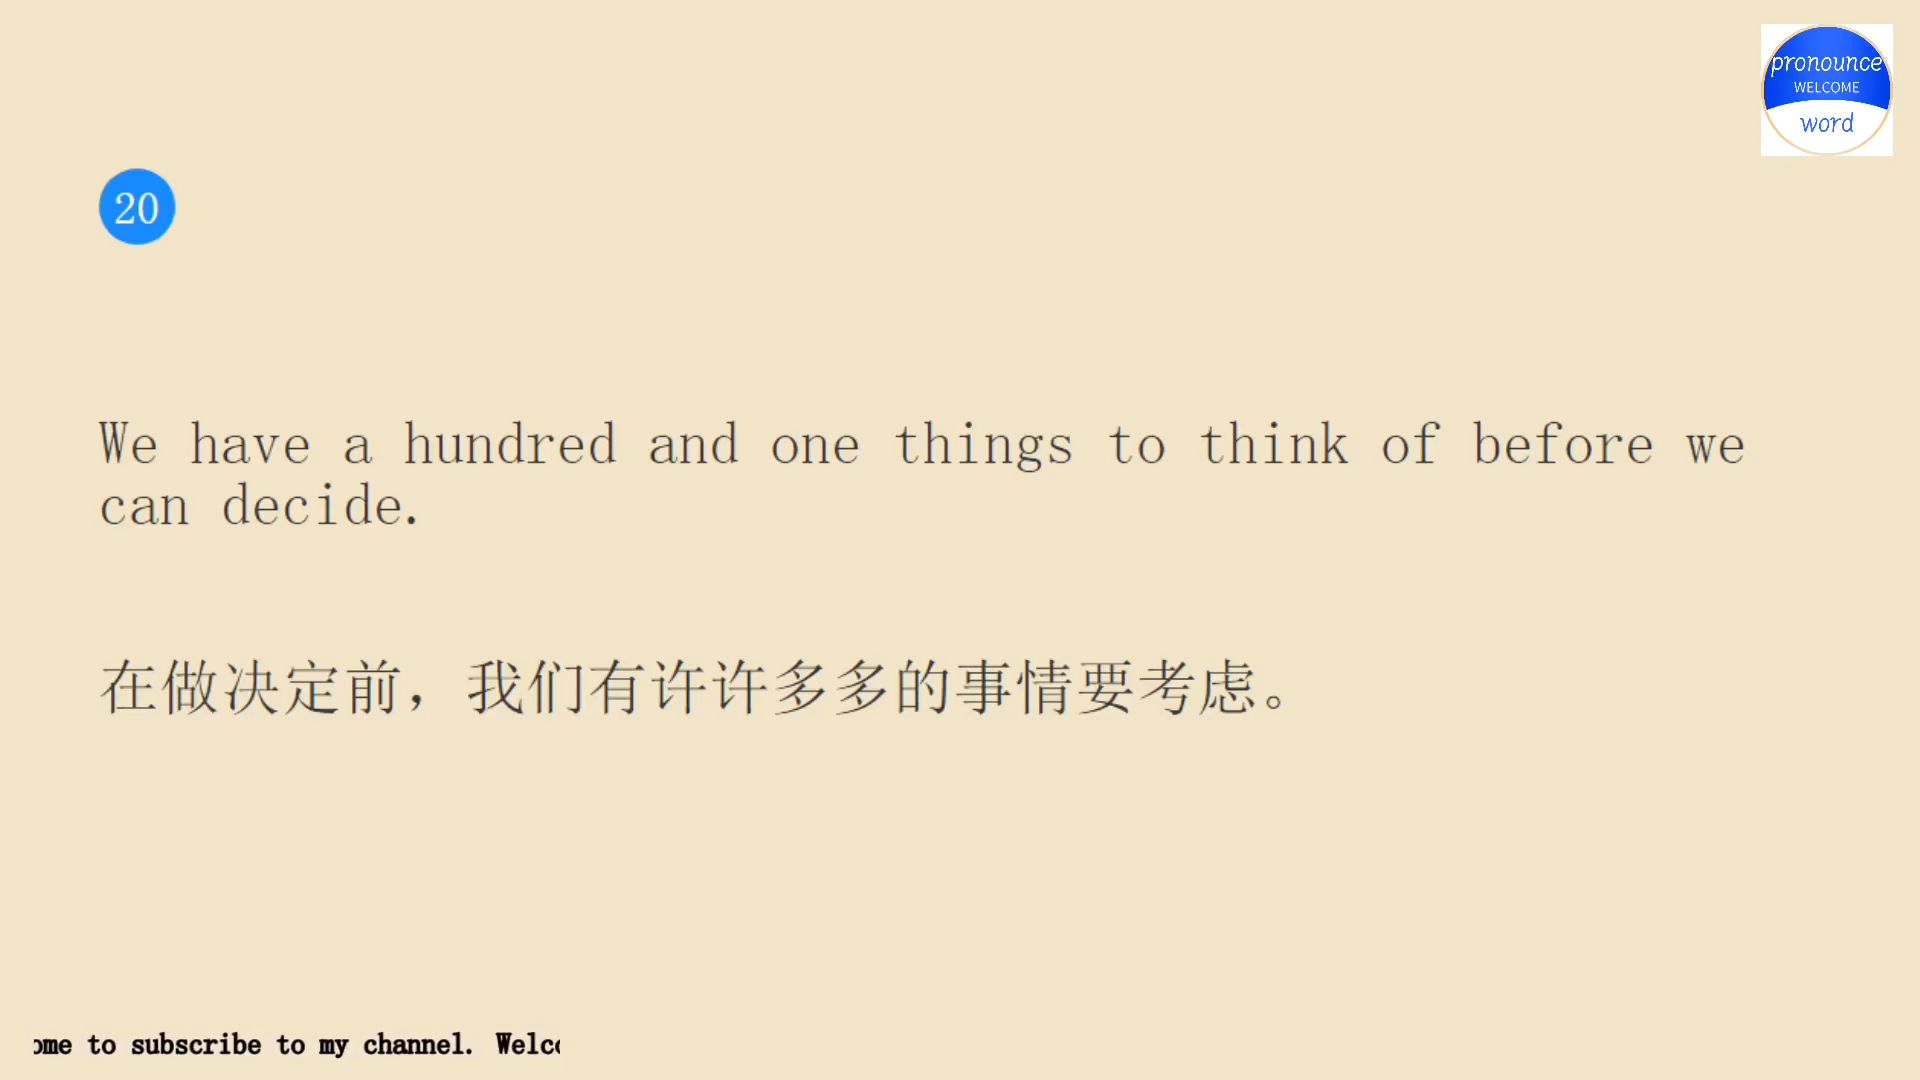 pronounce
WELCOME
word
20
We have a hundred and one things to think of before we
can decide.
在做决定前，我们有许许多多的事情要考虑。
ome to subscribe to my channel. Welc